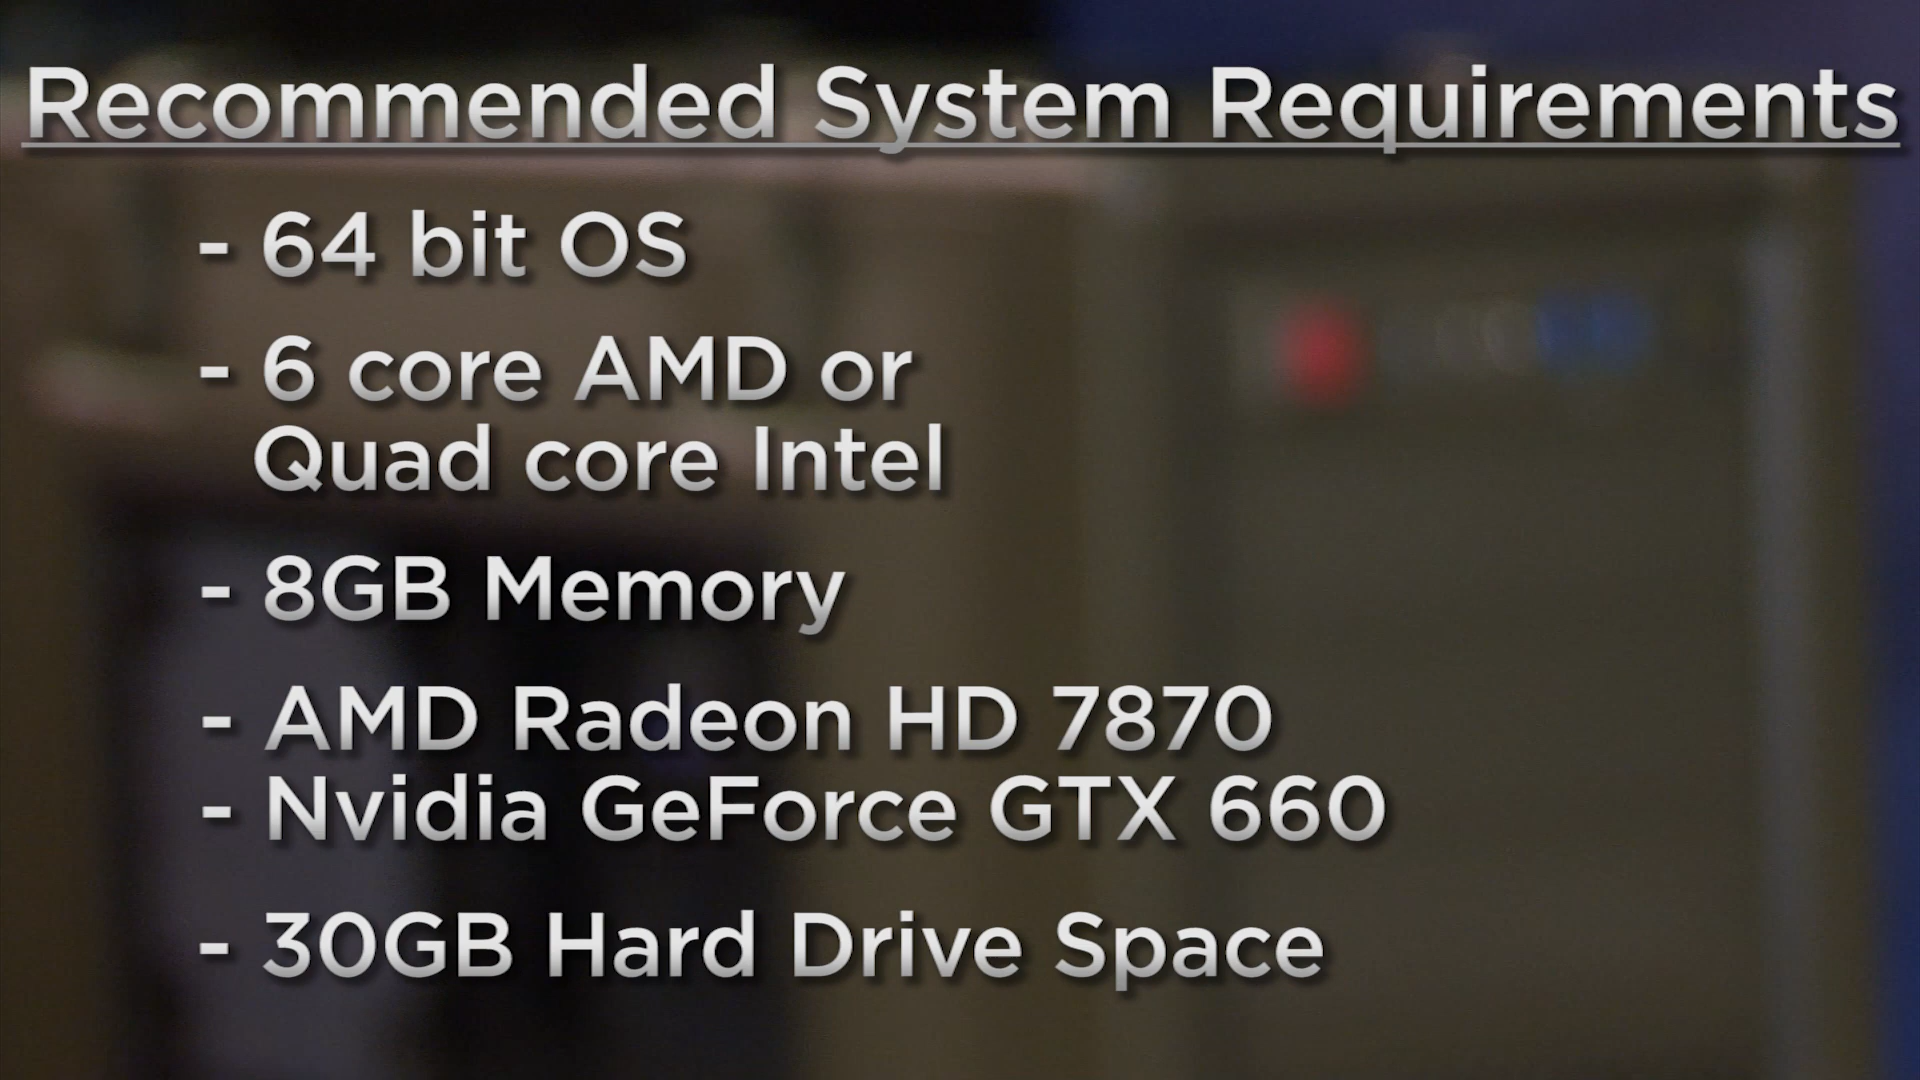 Recommended System Requirements
- 64 bit OS
- 6 core AMD or
Quad core Intel
- 8GB Memory
- AMD Radeon HD 7870
- Nvidia GeForce GTX 660
- 30GB Hard Drive Space